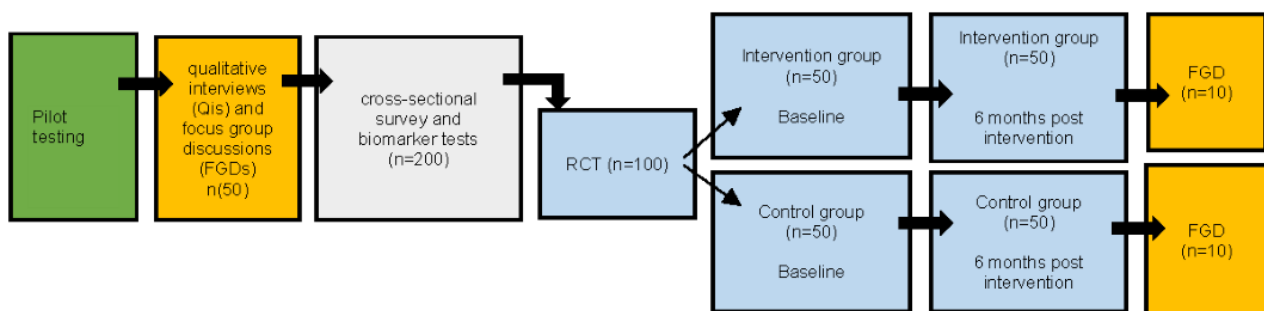 Pilot
testing
qualitative
interviews
(Qis) and
focus group
discussions
(FGDs)
n(50)
cross-sectional
survey and
biomarker tests
(n=200)
RCT (n=100)
Intervention group
(n=50)
Baseline
Intervention group
(n=50)
6 months post
intervention
FGD
(n=10)
Control group
(n=50)
Baseline
Control group
(n=50)
6 months post
intervention
FGD
(n=10)